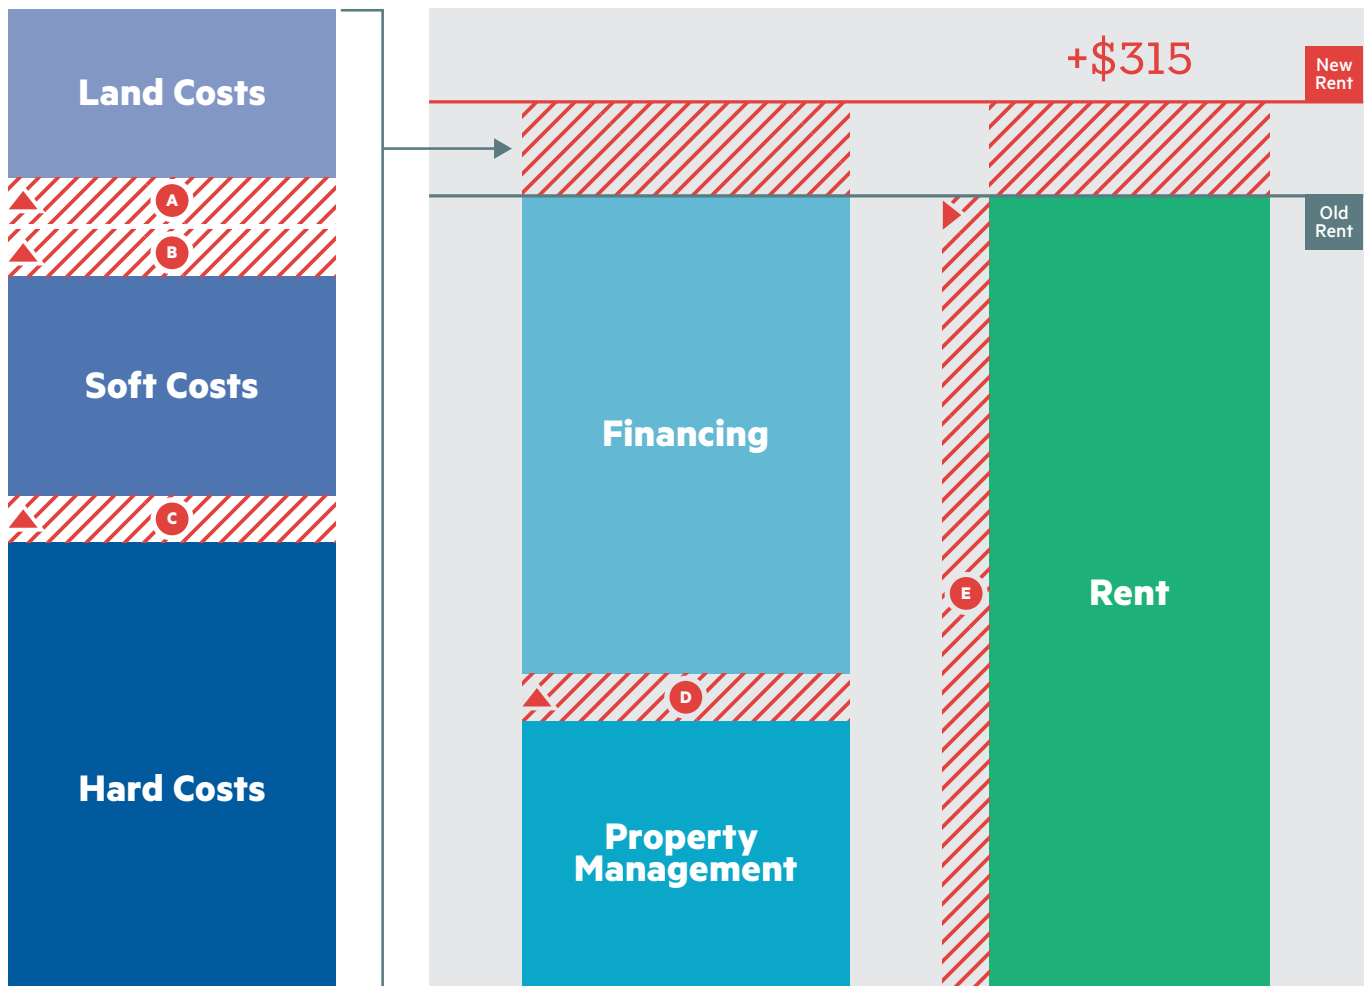 Land Costs
A
B
Soft Costs
C
Hard Costs
+$315
New
Rent
Old
Rent
Financing
D
Property
Management
E
Rent